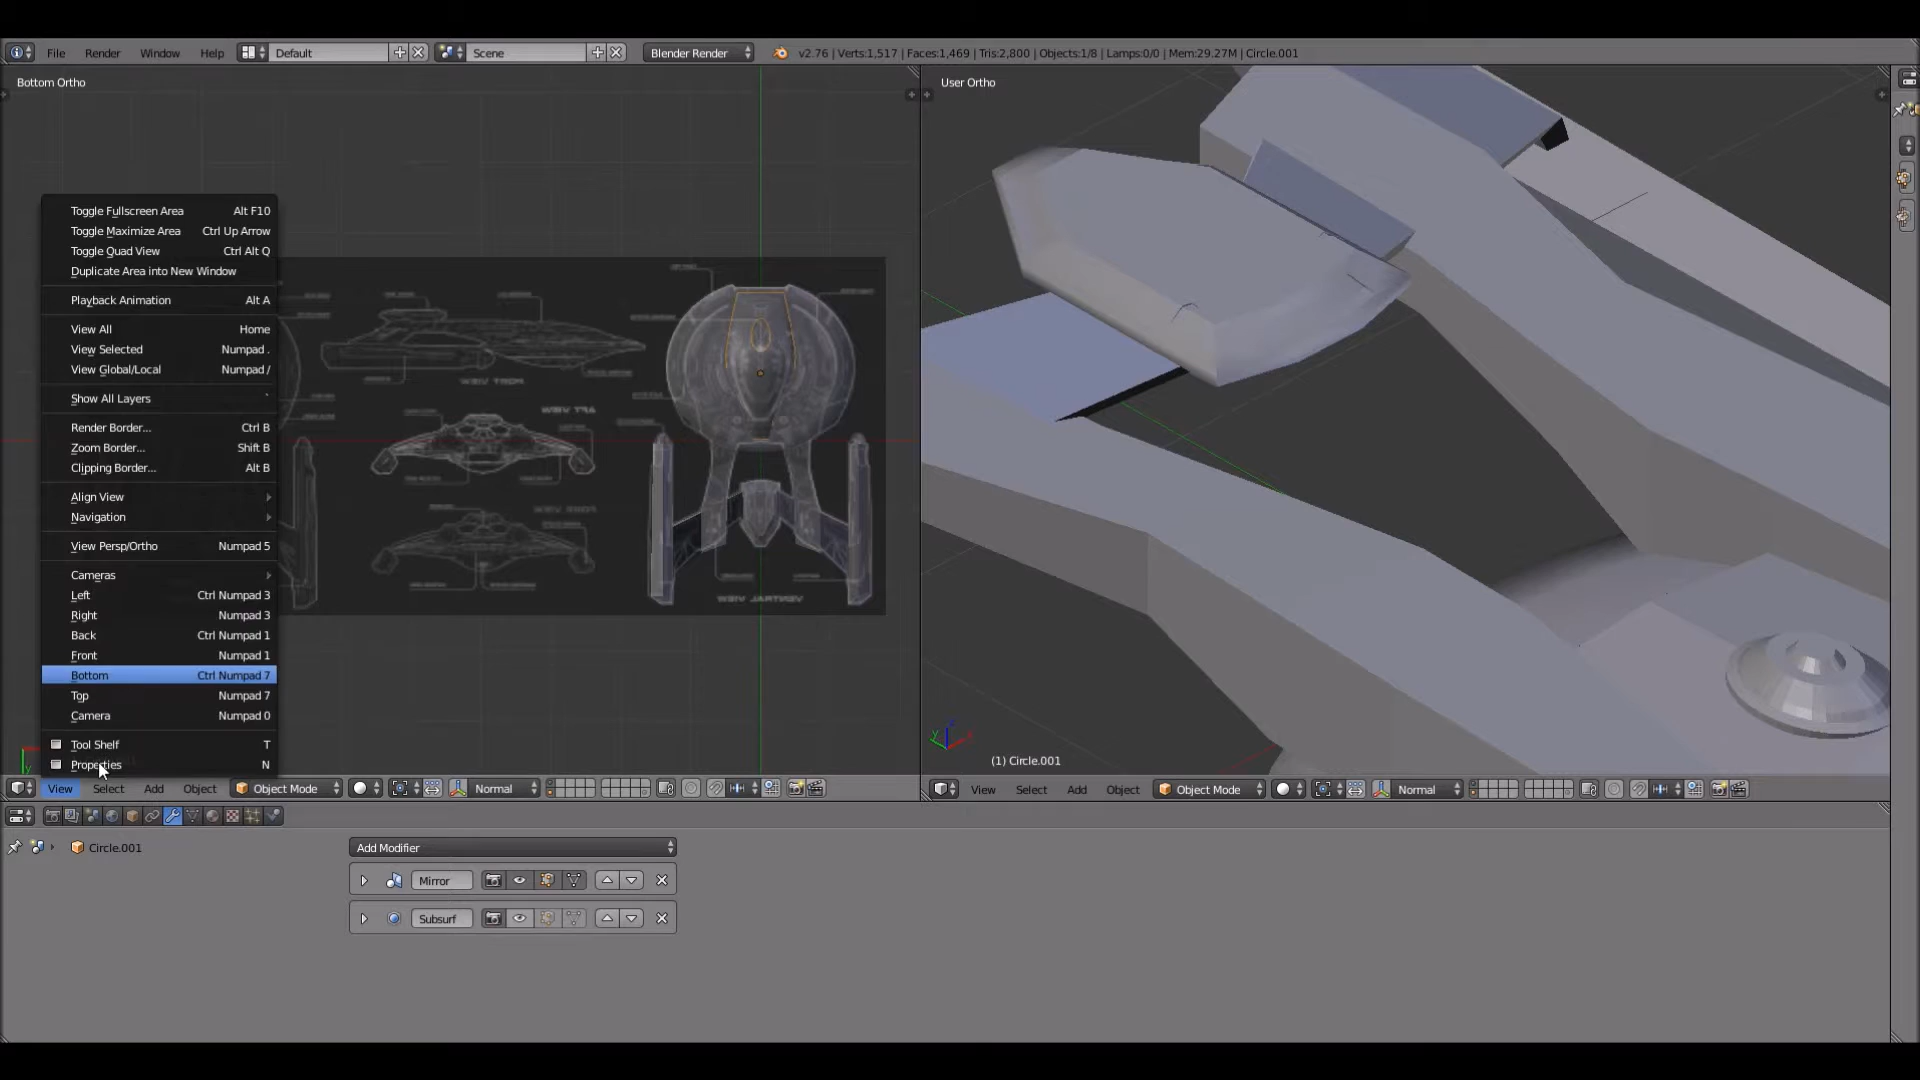 File Render Window Help Default Scene Blender Render v2.76 | Verts:1,517 | Faces:1,469 | Tris:2,800 | Objects:1/8 | Lamps:0/0 | Mem:29.27M | Circle.001
Bottom Ortho
User Ortho
Toggle Fullscreen Area Alt F10
Toggle Maximize Area Ctrl Up Arrow
Toggle Quad View Ctrl Alt Q
Duplicate Area into New Window
Playback Animation Alt A
View All Home
View Selected Numpad .
View Global/Local Numpad /
Show All Layers `
Render Border... Ctrl B
Zoom Border... Shift B
Clipping Border... Alt B
Align View
Navigation
View Persp/Ortho Numpad 5
Cameras
Left Ctrl Numpad 3
Right Numpad 3
Back Ctrl Numpad 1
Front Numpad 1
Bottom Ctrl Numpad 7
Top Numpad 7
Camera Numpad 0
Tool Shelf T
Properties N
PORT VIEW
AFT VIEW
VENTRAL VIEW
(1) Circle.001
View Select Add Object Object Mode Normal
View Select Add Object Object Mode Normal
Circle.001
Add Modifier
Mirror
Subsurf